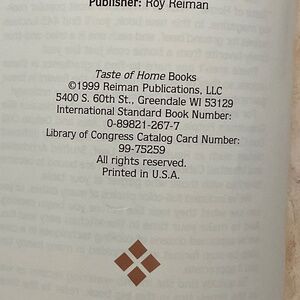 Publisher: Roy Reiman
Taste of Home Books
©1999 Reiman Publications, LLC
5400 S. 60th St., Greendale WI 53129
International Standard Book Number:
0-89821-267-7
Library of Congress Catalog Card Number:
99-75259
All rights reserved.
Printed in U.S.A.